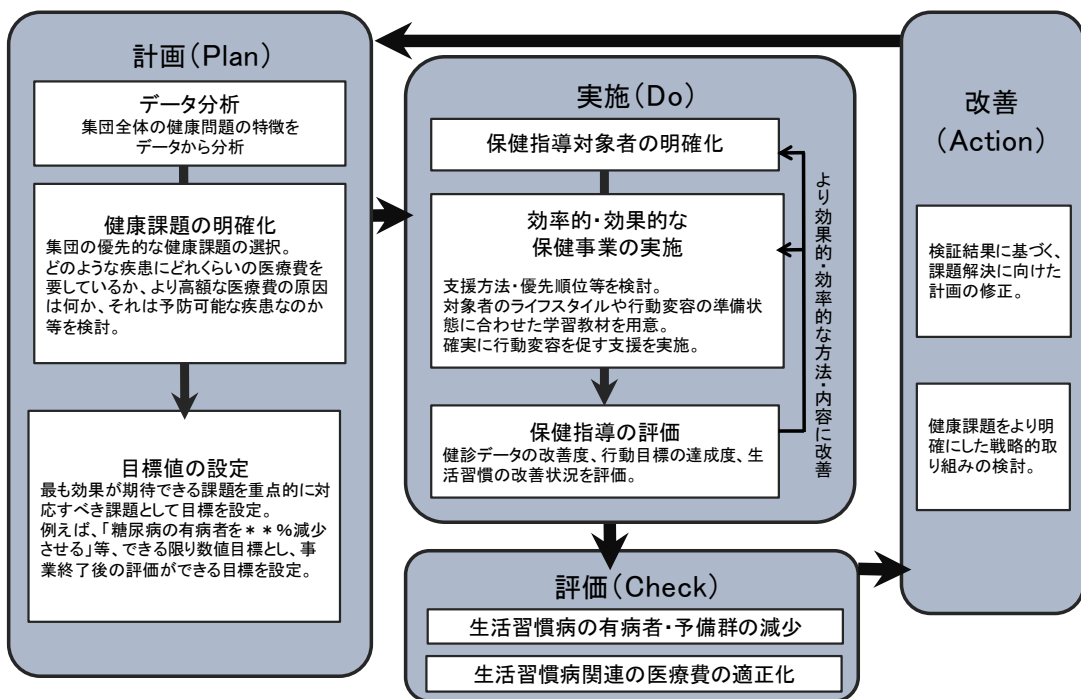 計画（Plan）
データ分析
集団全体の健康問題の特徴を
データから分析
健康課題の明確化
集団の優先的な健康課題の選択。
どのような疾患にどれくらいの医療費を
要しているか、より高額な医療費の原因
は何か、それは予防可能な疾患なのか
等を検討。
目標値の設定
最も効果が期待できる課題を重点的に対
応すべき課題として目標を設定。
例えば、「糖尿病の有病者を＊＊%減少
させる」等、できる限り数値目標とし、事
業終了後の評価ができる目標を設定。
実施（Do）
保健指導対象者の明確化
効率的・効果的な
保健事業の実施
支援方法・優先順位等を検討。
対象者のライフスタイルや行動変容の準備状
態に合わせた学習教材を用意。
確実に行動変容を促す支援を実施。
保健指導の評価
健診データの改善度、行動目標の達成度、生
活習慣の改善状況を評価。
より効果的・効率的な方法・内容に改善
評価（Check）
生活習慣病の有病者・予備群の減少
生活習慣病関連の医療費の適正化
改善
（Action）
検証結果に基づく、
課題解決に向けた
計画の修正。
健康課題をより明
確にした戦略的取
り組みの検討。